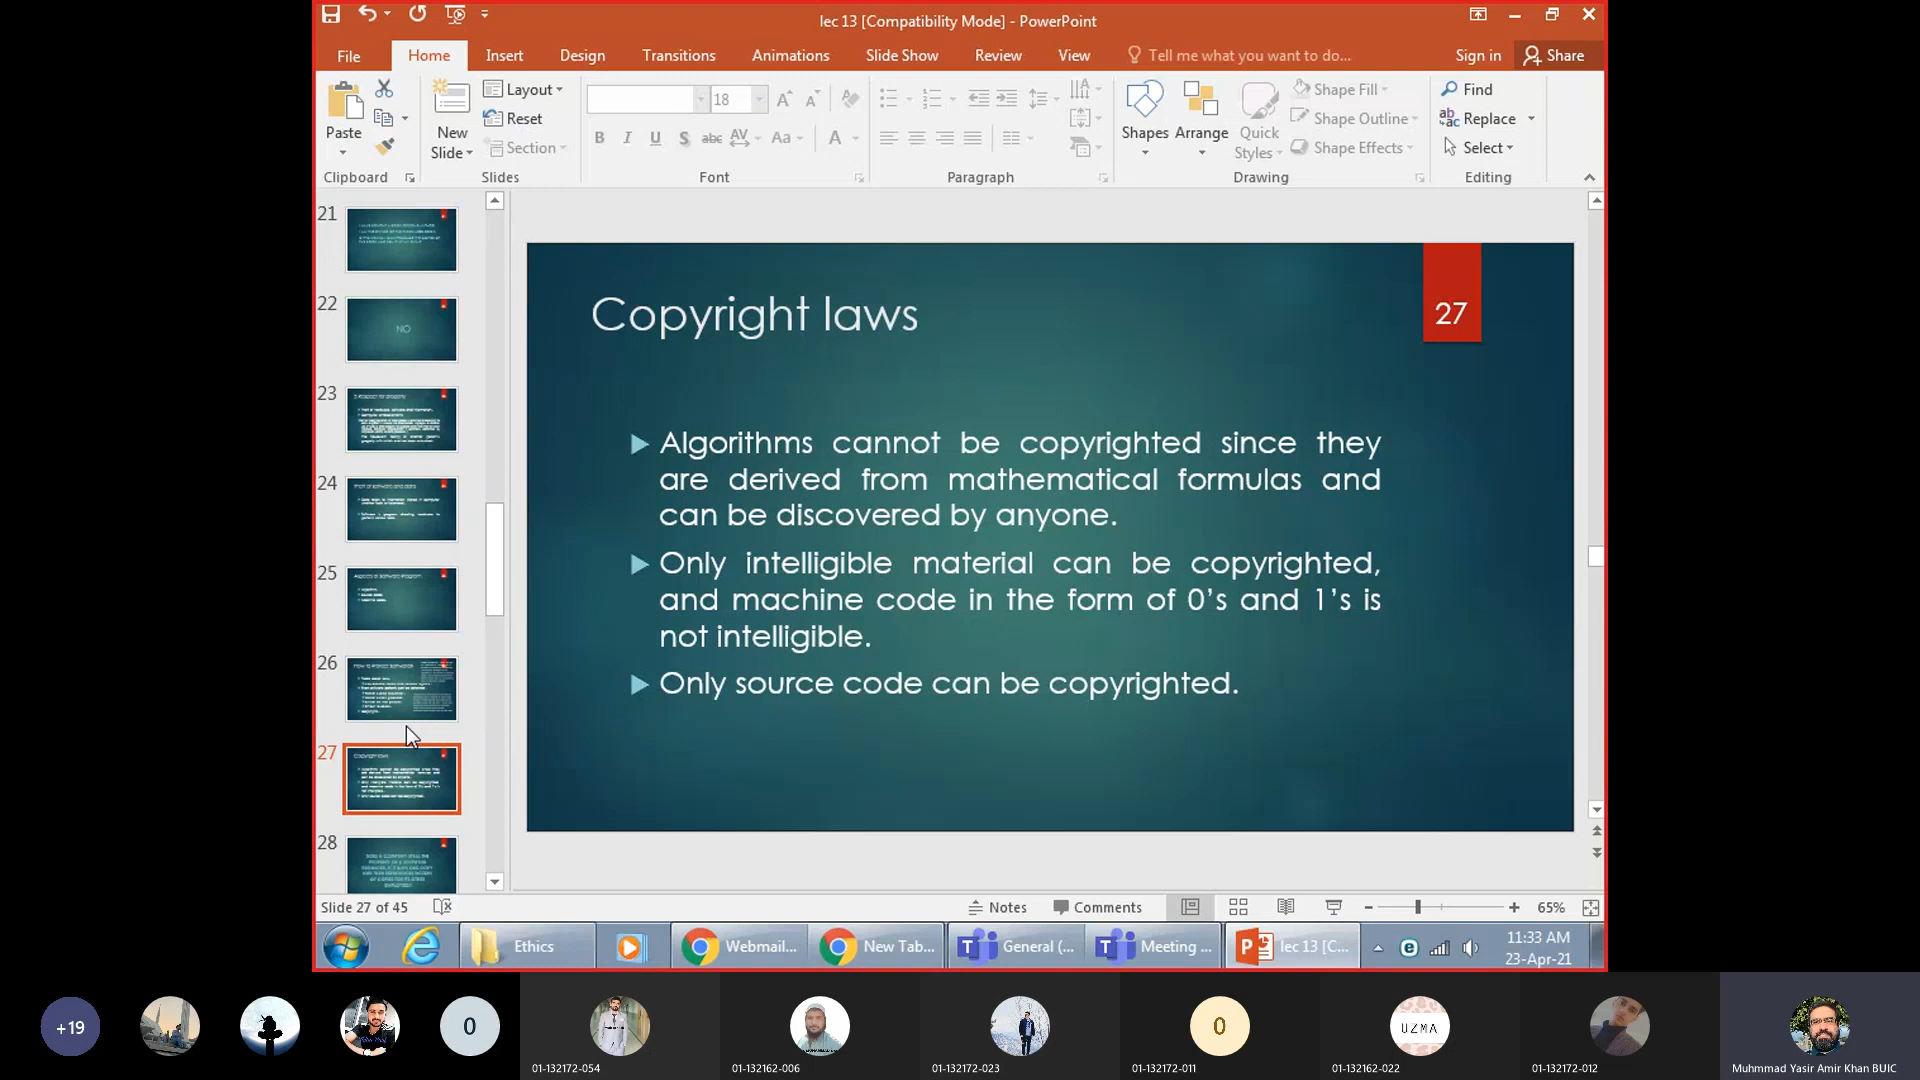 lec 13 [Compatibility Mode] - PowerPoint
File Home Insert Design Transitions Animations Slide Show Review View Tell me what you want to do... Sign in Share
Paste
New
Slide
Layout
Reset
Section
18
B I U S abc AV Aa A
Shapes Arrange Quick
Styles
Shape Fill
Shape Outline
Shape Effects
Find
Replace
Select
Clipboard Slides Font Paragraph Drawing Editing
21
22
NO
23
24
25
26
27
28
Copyright laws
27
Algorithms cannot be copyrighted since they
are derived from mathematical formulas and
can be discovered by anyone.
Only intelligible material can be copyrighted,
and machine code in the form of 0's and 1's is
not intelligible.
Only source code can be copyrighted.
Slide 27 of 45
Notes Comments 65%
Ethics Webmail... New Tab... General (... Meeting ... lec 13 [C...
11:33 AM
23-Apr-21
+19
0
0
UZMA
01-132172-054 01-132162-006 01-132172-023 01-132172-011 01-132162-022 01-132172-012 Muhmmad Yasir Amir Khan BUIC